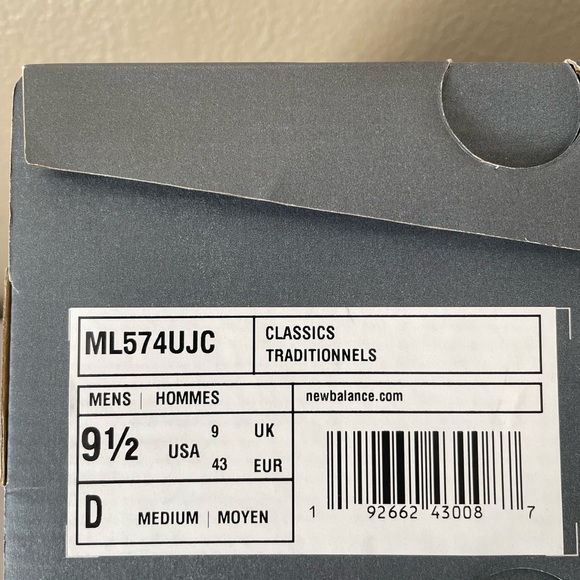 ML574UJC
CLASSICS
TRADITIONNELS
MENS | HOMMES
newbalance.com
9½ USA 9 UK
43 EUR
D MEDIUM | MOYEN
1 92662 43008 7